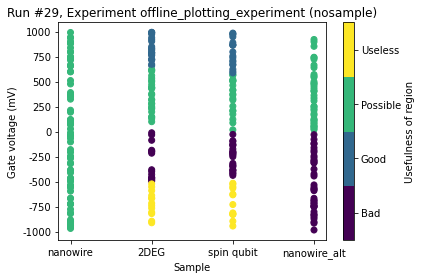 Run #29, Experiment offline_plotting_experiment (nosample)
1000
750
500
250
0
-250
-500
-750
-1000
Gate voltage (mV)
nanowire
2DEG
spin qubit
nanowire_alt
Sample
Useless
Possible
Good
Bad
Usefulness of region